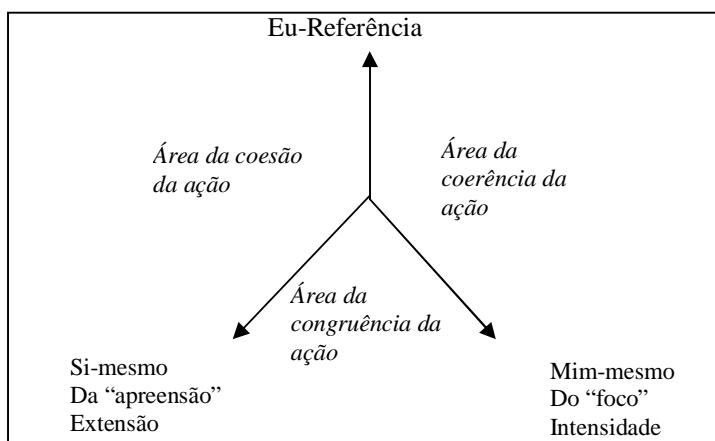 Eu-Referência
Área da coesão
da ação
Área da
coerência da
ação
Área da
congruência da
ação
Si-mesmo
Da “apreensão”
Extensão
Mim-mesmo
Do “foco”
Intensidade